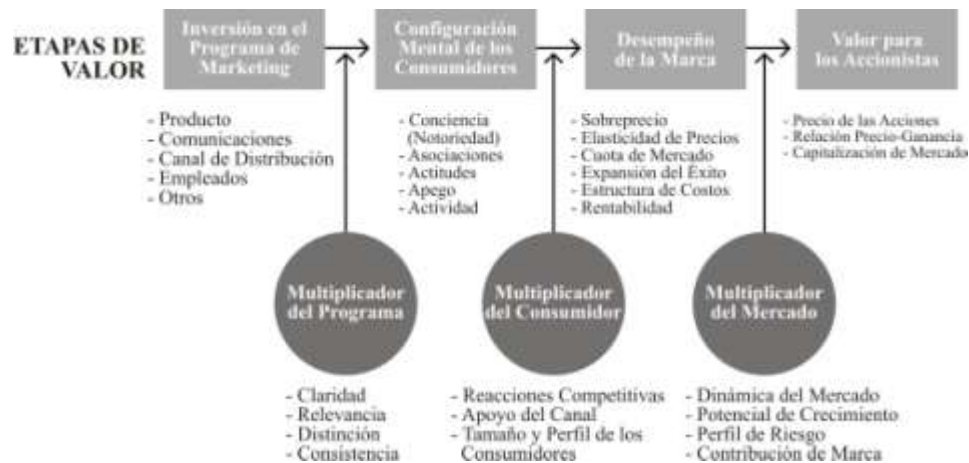 ETAPAS DE
VALOR
Inversión en el
Programa de
Marketing
- Producto
- Comunicaciones
- Canal de Distribución
- Empleados
- Otros
Configuración
Mental de los
Consumidores
- Conciencia
(Notoriedad)
- Asociaciones
- Actitudes
- Apego
- Actividad
Desempeño
de la Marca
- Sobreprecio
- Elasticidad de Precios
- Cuota de Mercado
- Expansión del Éxito
- Estructura de Costos
- Rentabilidad
Valor para
los Accionistas
- Precio de las Acciones
- Relación Precio-Ganancia
- Capitalización de Mercado
Multiplicador
del Programa
- Claridad
- Relevancia
- Distinción
- Consistencia
Multiplicador
del Consumidor
- Reacciones Competitivas
- Apoyo del Canal
- Tamaño y Perfil de los
Consumidores
Multiplicador
del Mercado
- Dinámica del Mercado
- Potencial de Crecimiento
- Perfil de Riesgo
- Contribución de Marca